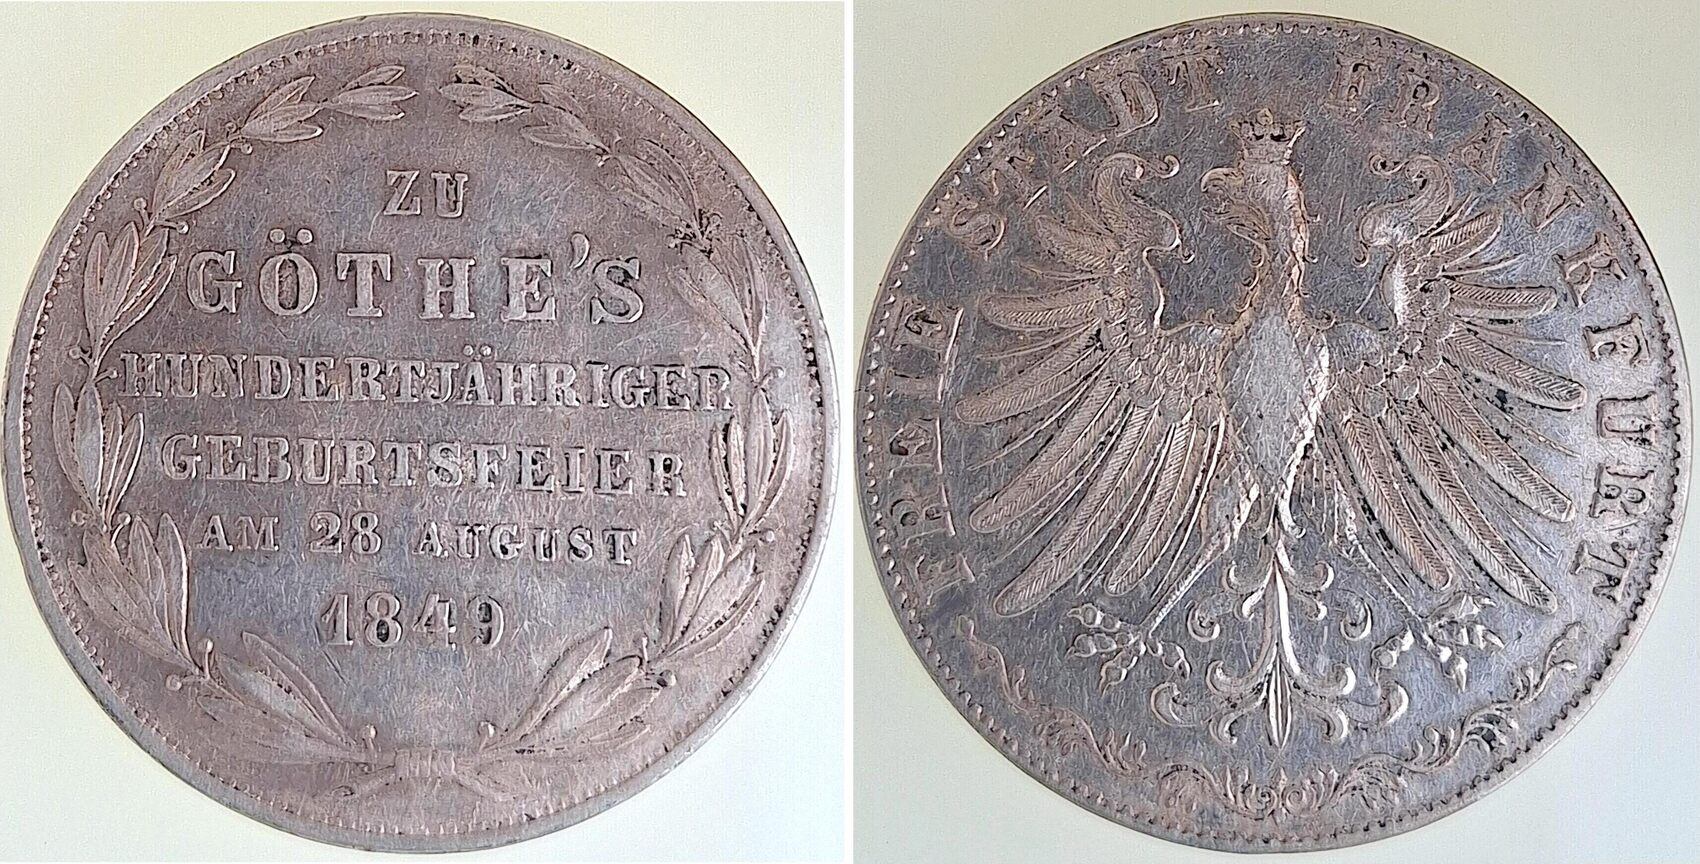 ZU
GÖTHE'S
HUNDERTJÄHRIGER
GEBURTSFEIER
AM 28 AUGUST
1849
FREIE STADT FRANKFURT